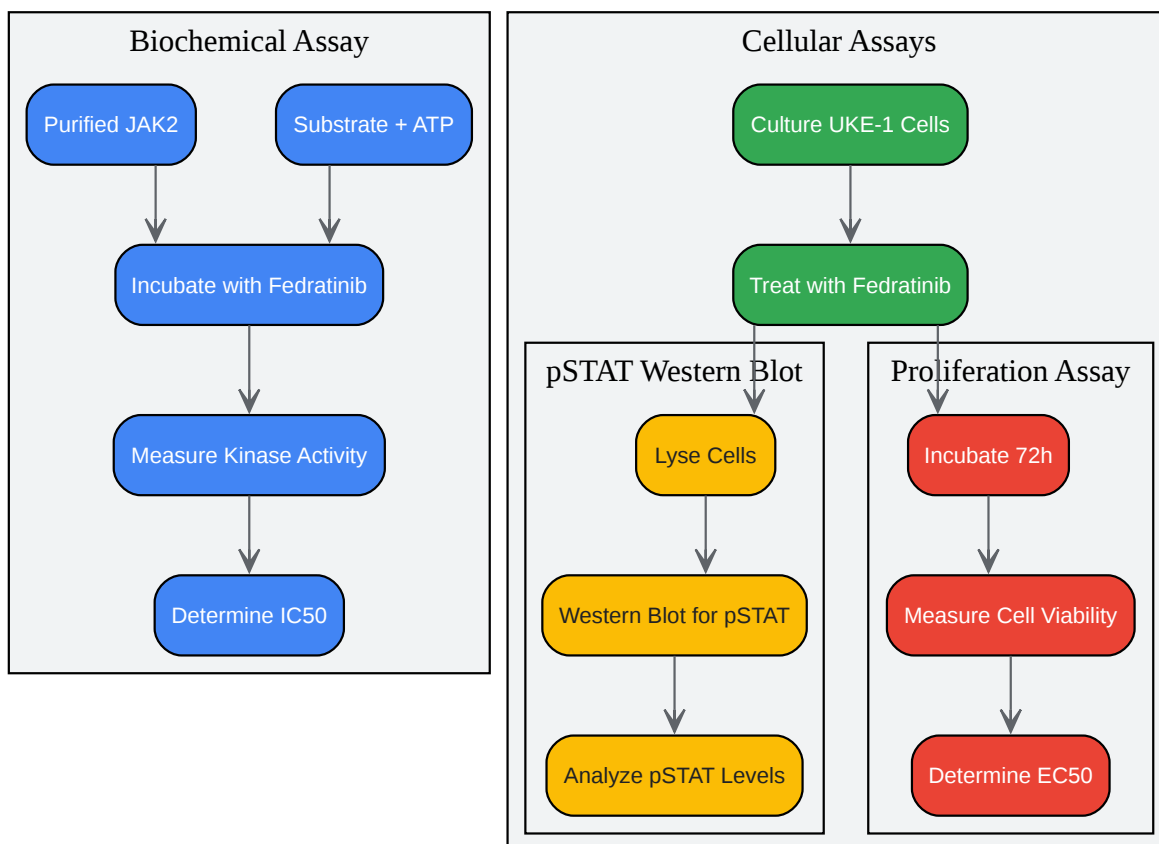 Biochemical Assay
Purified JAK2
Substrate + ATP
Incubate with Fedratinib
Measure Kinase Activity
Determine IC50
Cellular Assays
Culture UKE-1 Cells
Treat with Fedratinib
pSTAT Western Blot
Lyse Cells
Western Blot for pSTAT
Analyze pSTAT Levels
Proliferation Assay
Incubate 72h
Measure Cell Viability
Determine EC50